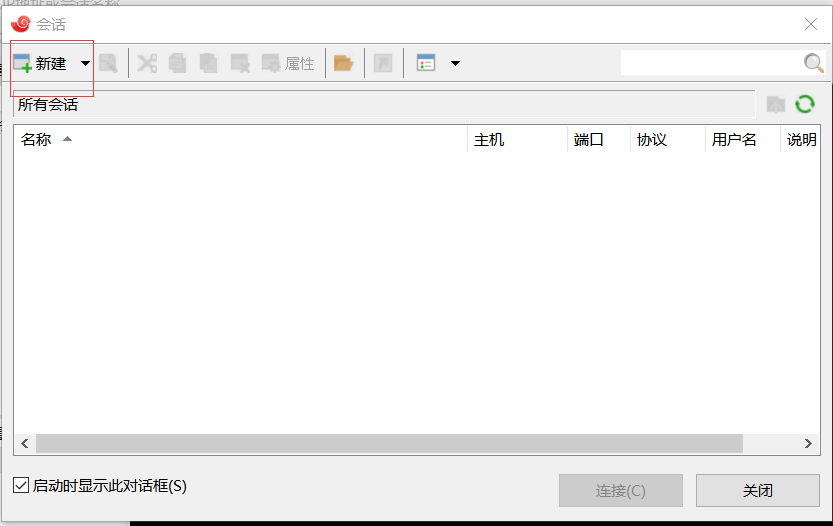 会话
新建
属性
所有会话
名称 主机 端口 协议 用户名 说明
启动时显示此对话框(S)
连接(C) 关闭